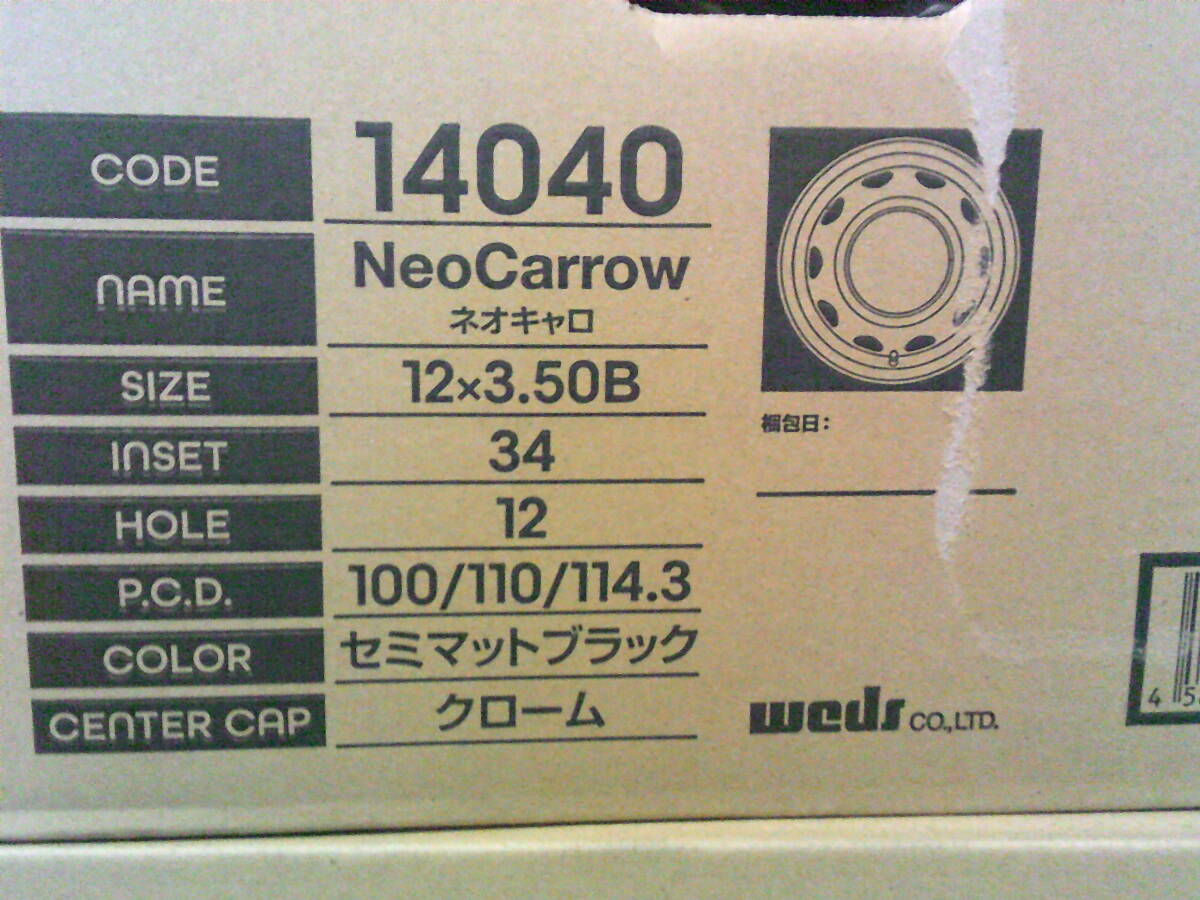 CODE 14040
NAME NeoCarrow
ネオキャロ
SIZE 12×3.50B
INSET 34
HOLE 12
P.C.D. 100/110/114.3
COLOR セミマットブラック
CENTER CAP クローム
梱包日:
weds CO.,LTD.
4 5